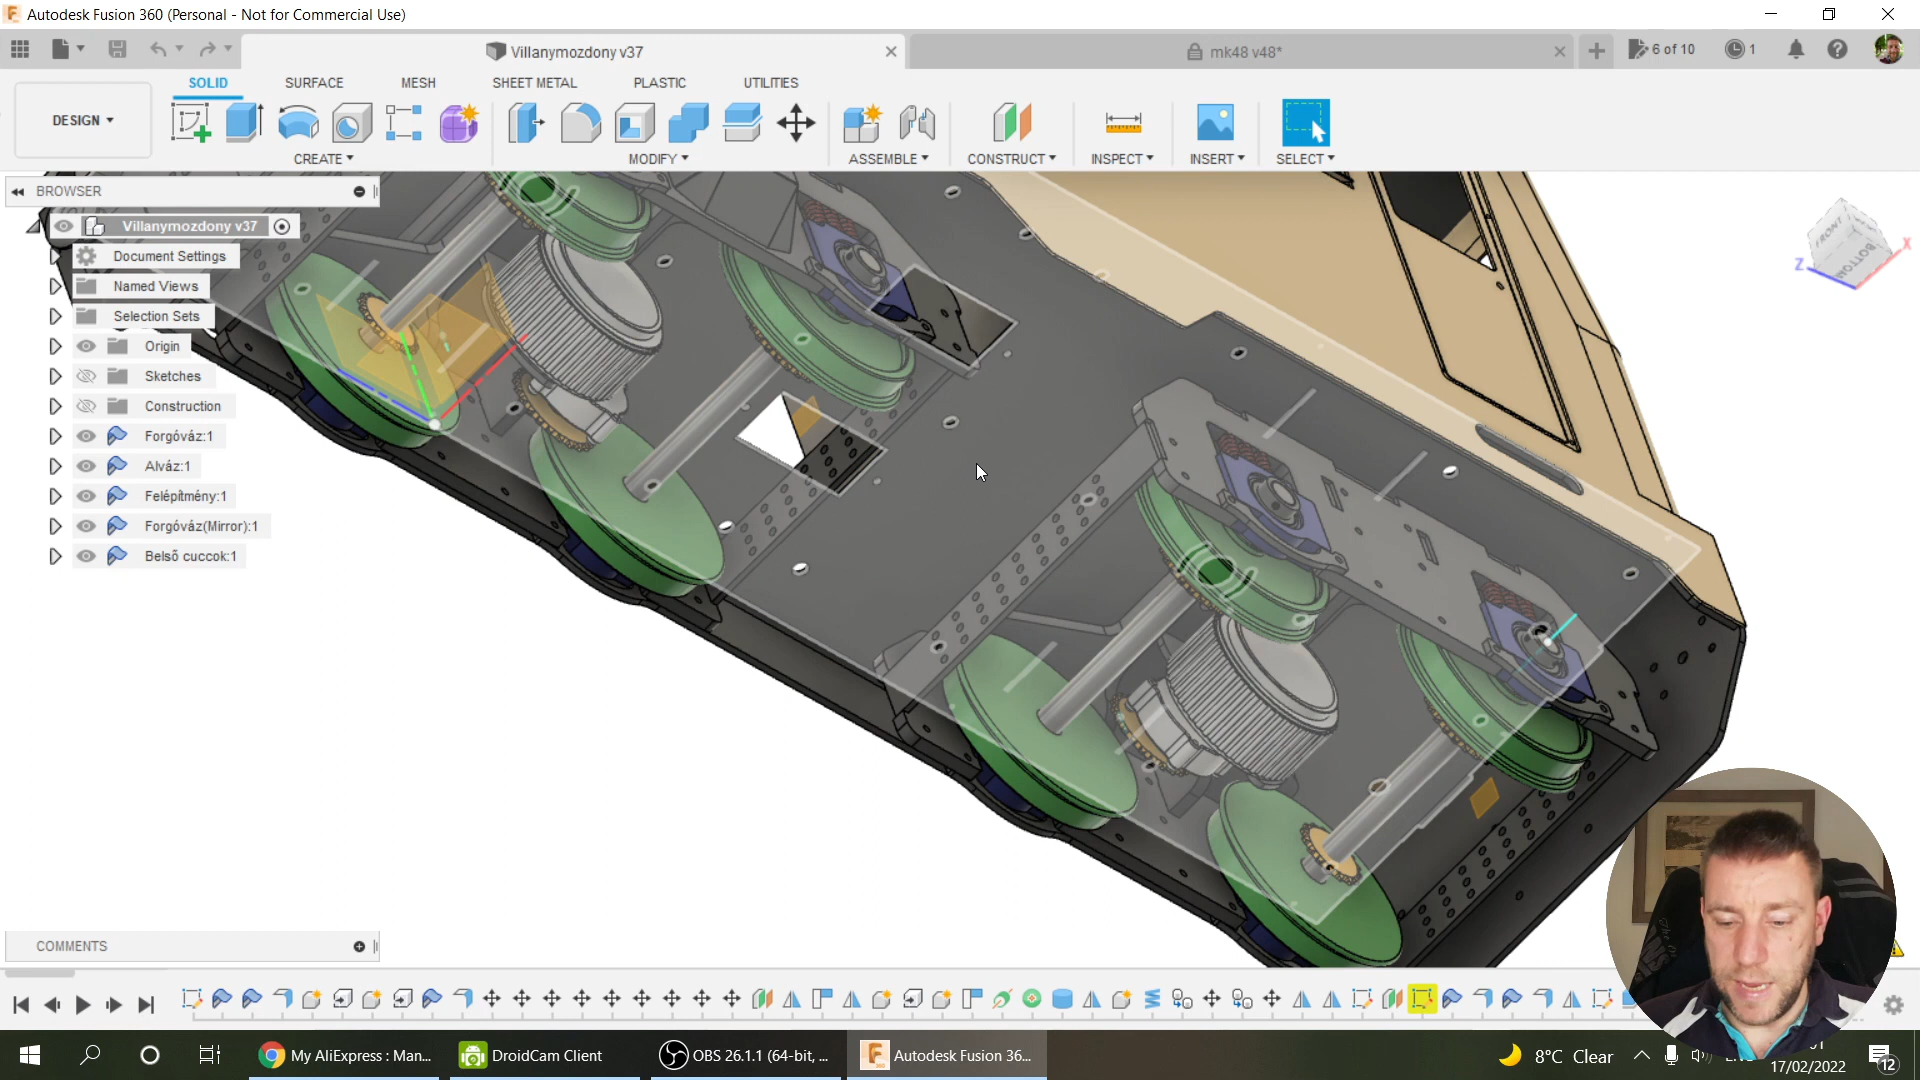 Autodesk Fusion 360 (Personal - Not for Commercial Use)
Villanymozdony v37
mk48 v48*
6 of 10
1
SOLID
SURFACE
MESH
SHEET METAL
PLASTIC
UTILITIES
DESIGN
CREATE
MODIFY
ASSEMBLE
CONSTRUCT
INSPECT
INSERT
SELECT
BROWSER
Villanymozdony v37
Document Settings
Named Views
Selection Sets
Origin
Sketches
Construction
Forgóváz:1
Alváz:1
Felépítmény:1
Forgóváz(Mirror):1
Belső cuccok:1
FRONT
BOTTOM
X
Z
COMMENTS
My AliExpress : Man...
DroidCam Client
OBS 26.1.1 (64-bit, ...
Autodesk Fusion 36...
8°C Clear
17/02/2022
12